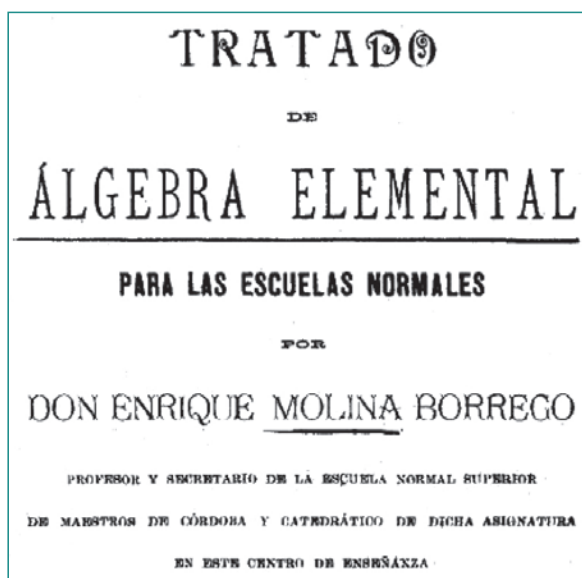 TRATADO
DE
ÁLGEBRA ELEMENTAL
PARA LAS ESCUELAS NORMALES
POR
DON ENRIQUE MOLINA BORREGO
PROFESOR Y SECRETARIO DE LA ESCUELA NORMAL SUPERIOR
DE MAESTROS DE CÓRDOBA Y CATEDRÁTICO DE DICHA ASIGNATURA
EN ESTE CENTRO DE ENSEÑÁXZA